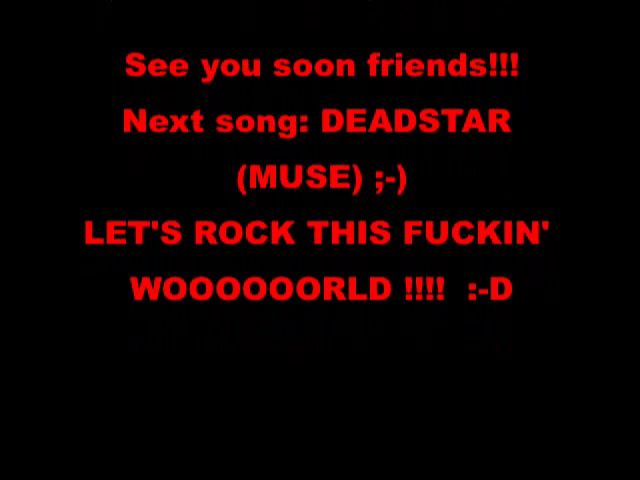 See you soon friends!!!
Next song: DEADSTAR
(MUSE) ;-)
LET'S ROCK THIS FUCKIN'
WOOOOOORLD !!!!  :-D